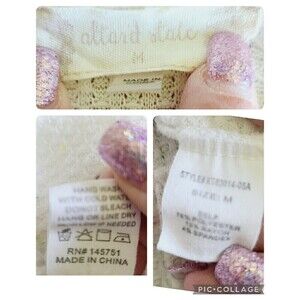 altard state
M
MADE IN
HAND WASH
WITH COLD WATER
DO NOT BLEACH
HANG OR LINE DRY
RN# 145751
MADE IN CHINA
SIZE: M
SELF
PIC•COLLAGE